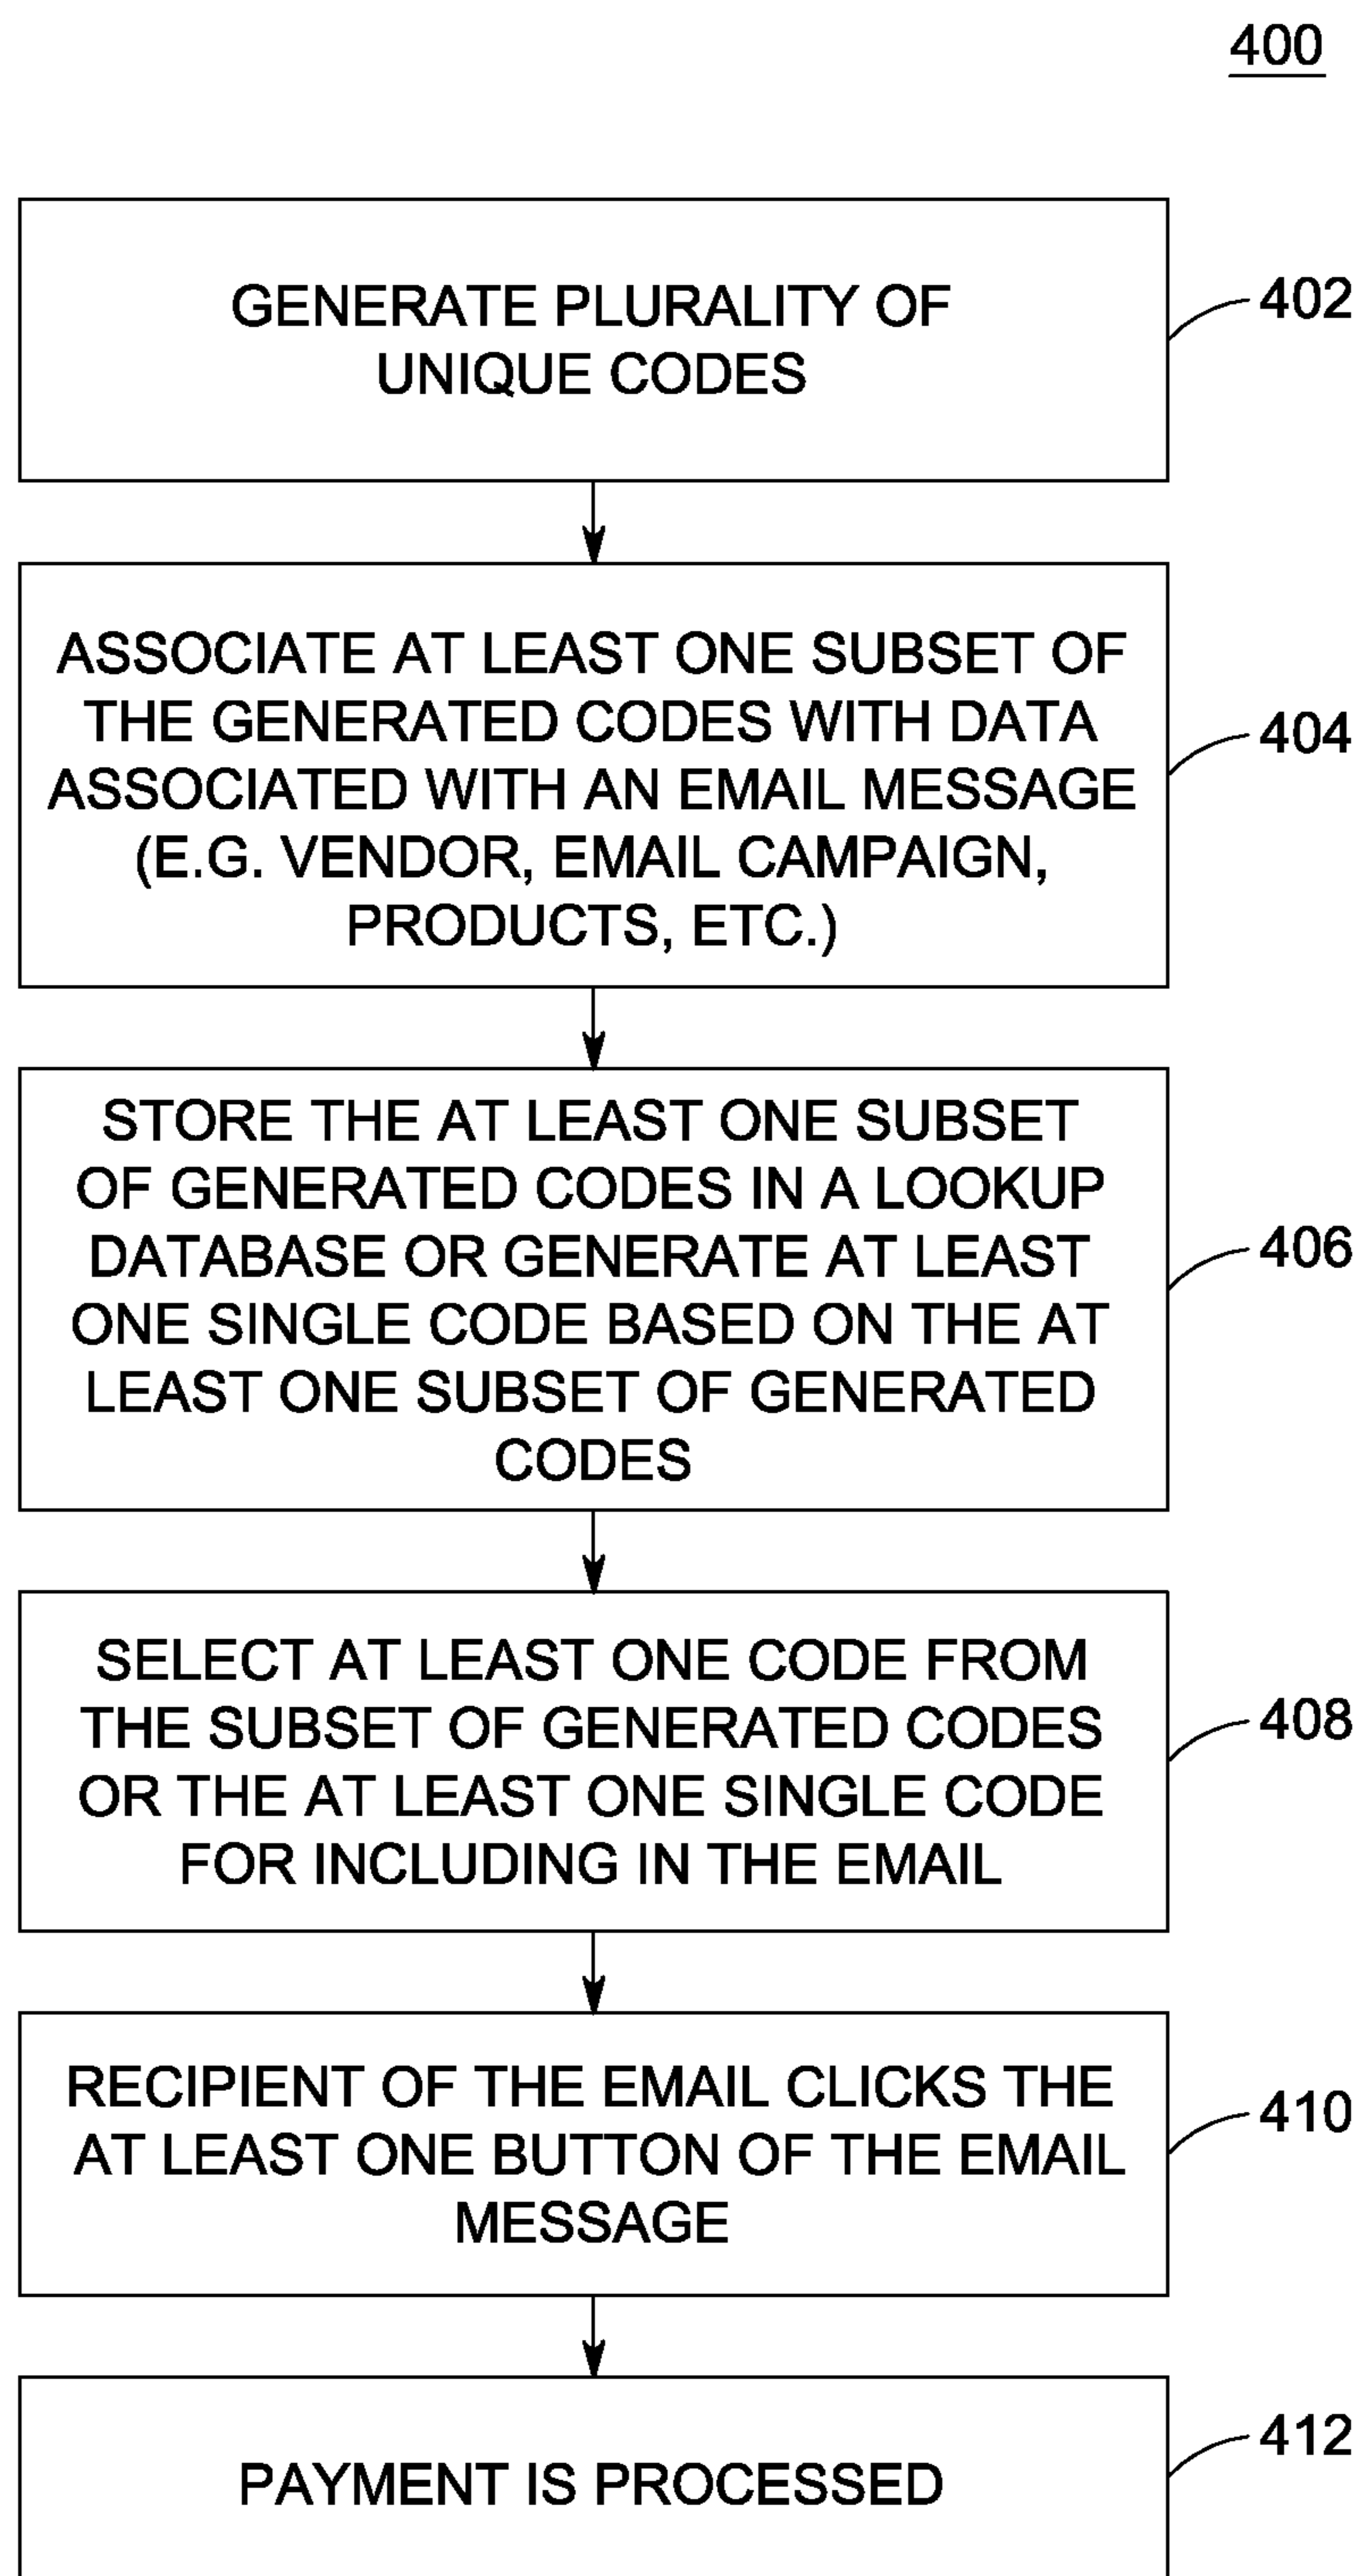 400
GENERATE PLURALITY OF
UNIQUE CODES
402
ASSOCIATE AT LEAST ONE SUBSET OF
THE GENERATED CODES WITH DATA
ASSOCIATED WITH AN EMAIL MESSAGE
(E.G. VENDOR, EMAIL CAMPAIGN,
PRODUCTS, ETC.)
404
STORE THE AT LEAST ONE SUBSET
OF GENERATED CODES IN A LOOKUP
DATABASE OR GENERATE AT LEAST
ONE SINGLE CODE BASED ON THE AT
LEAST ONE SUBSET OF GENERATED
CODES
406
SELECT AT LEAST ONE CODE FROM
THE SUBSET OF GENERATED CODES
OR THE AT LEAST ONE SINGLE CODE
FOR INCLUDING IN THE EMAIL
408
RECIPIENT OF THE EMAIL CLICKS THE
AT LEAST ONE BUTTON OF THE EMAIL
MESSAGE
410
PAYMENT IS PROCESSED
412